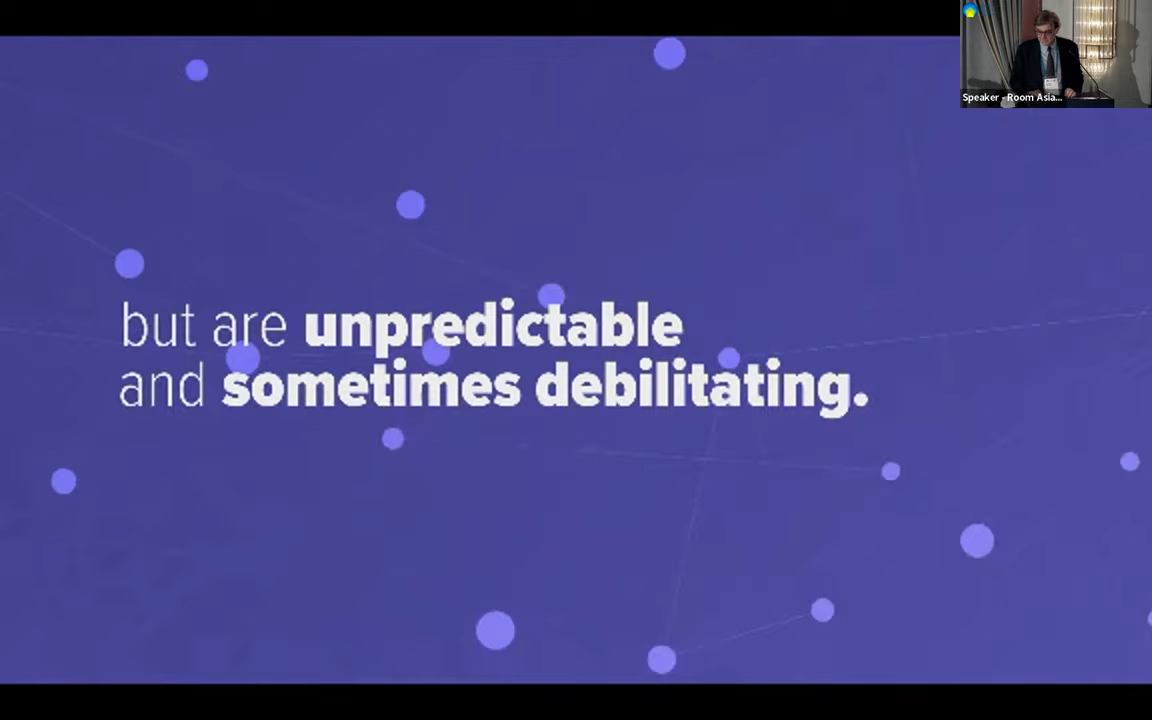 Speaker - Room Asia...
but are unpredictable
and sometimes debilitating.